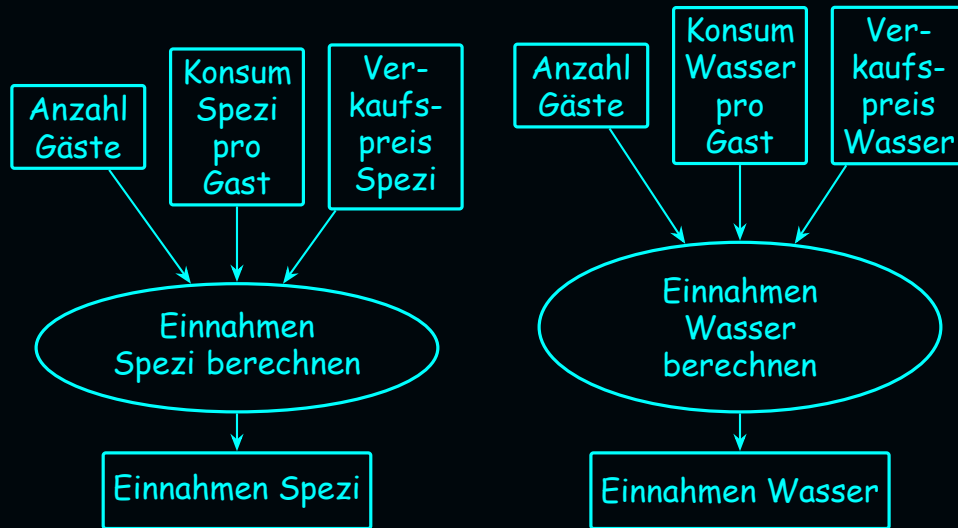 Anzahl
Gäste
Konsum
Spezi
pro
Gast
Ver-
kaufs-
preis
Spezi
Einnahmen
Spezi berechnen
Einnahmen Spezi
Anzahl
Gäste
Konsum
Wasser
pro
Gast
Ver-
kaufs-
preis
Wasser
Einnahmen
Wasser
berechnen
Einnahmen Wasser